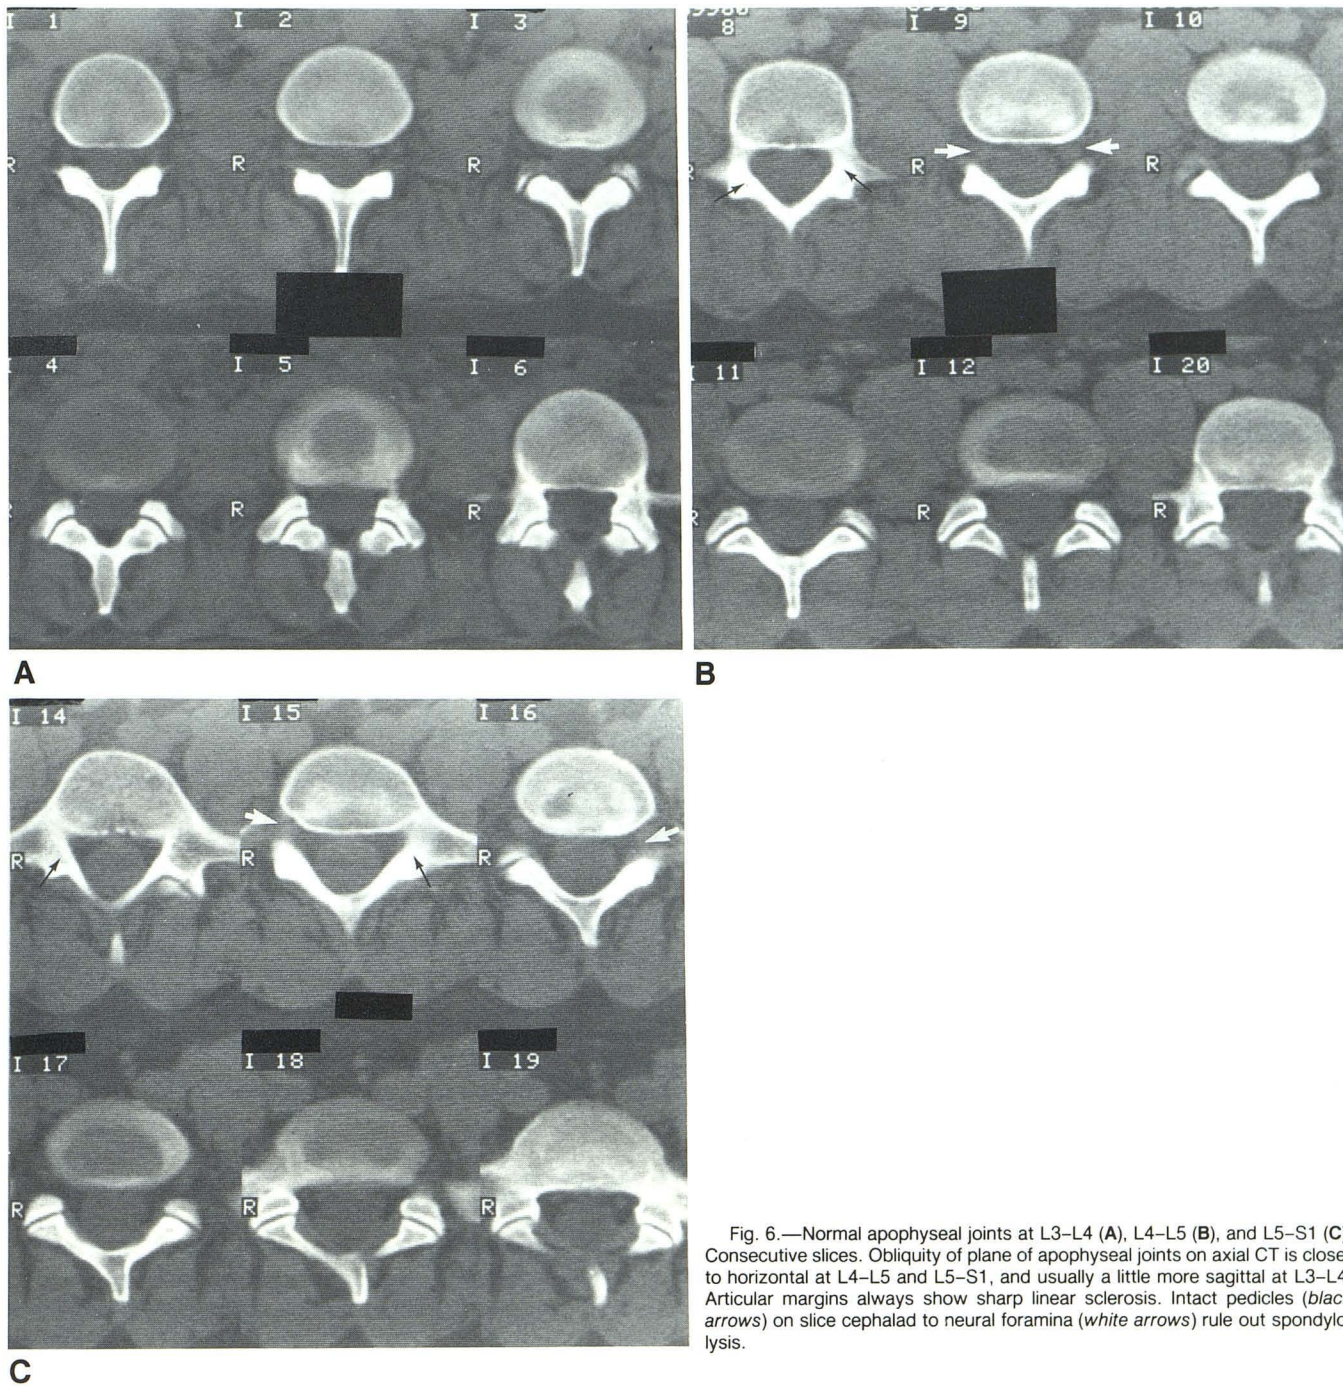 I 1 I 2 I 3
R R
R
I 4 I 5 I 6
R R
R
A
8 I 9 I 10
R R R
I 11 I 12 I 20
R R R
B
I 14 I 15 I 16
R R R
I 17 I 18 I 19
R R R
C
Fig. 6.—Normal apophyseal joints at L3–L4 (A), L4–L5 (B), and L5–S1 (C
Consecutive slices. Obliquity of plane of apophyseal joints on axial CT is close
to horizontal at L4–L5 and L5–S1, and usually a little more sagittal at L3–L4
Articular margins always show sharp linear sclerosis. Intact pedicles (blac
arrows) on slice cephalad to neural foramina (white arrows) rule out spondylo
lysis.